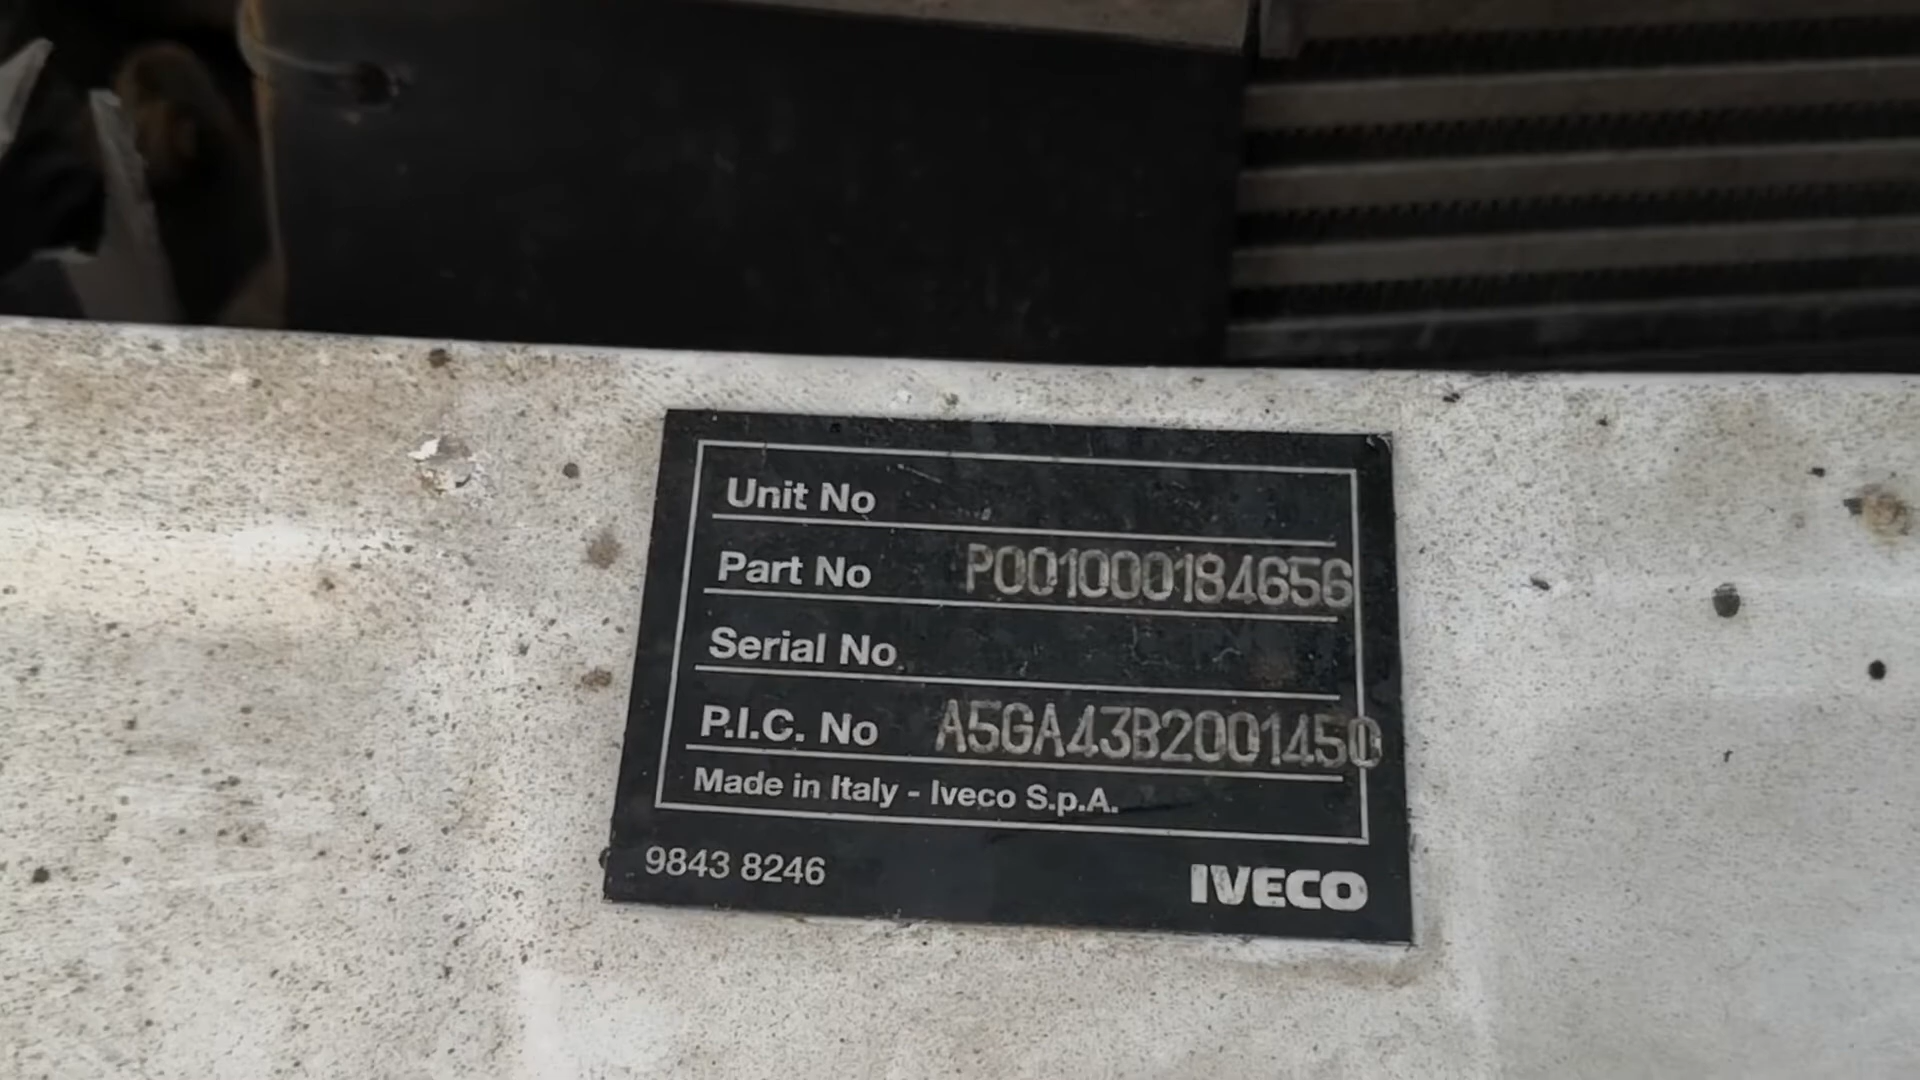 Unit No
Part No P001000184656
Serial No
P.I.C. No A5GA43B2001450
Made in Italy - Iveco S.p.A.
9843 8246 IVECO